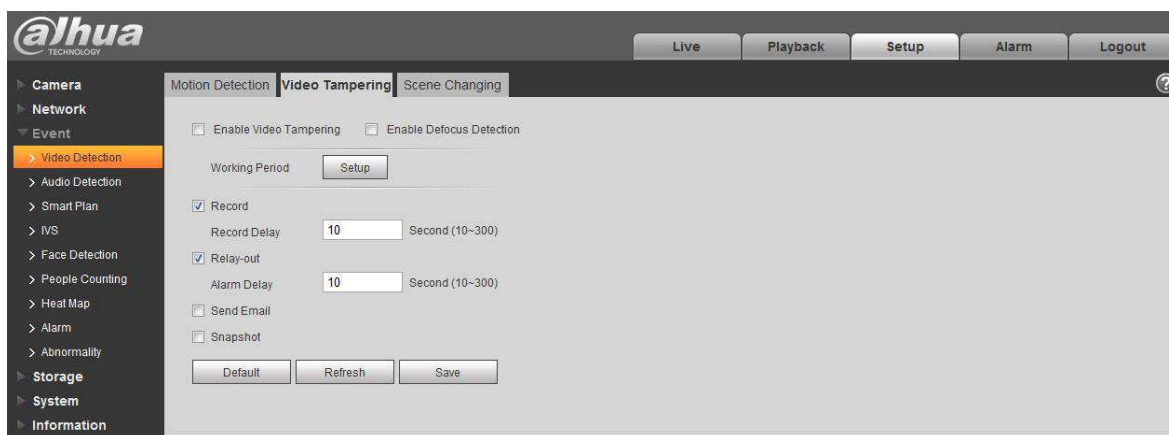 alhua
TECHNOLOGY
Live Playback Setup Alarm Logout
Camera
Network
Event
Video Detection
Audio Detection
Smart Plan
IVS
Face Detection
People Counting
Heat Map
Alarm
Abnormality
Storage
System
Information
Motion Detection Video Tampering Scene Changing
?
Enable Video Tampering Enable Defocus Detection
Working Period Setup
Record
Record Delay 10 Second (10~300)
Relay-out
Alarm Delay 10 Second (10~300)
Send Email
Snapshot
Default Refresh Save